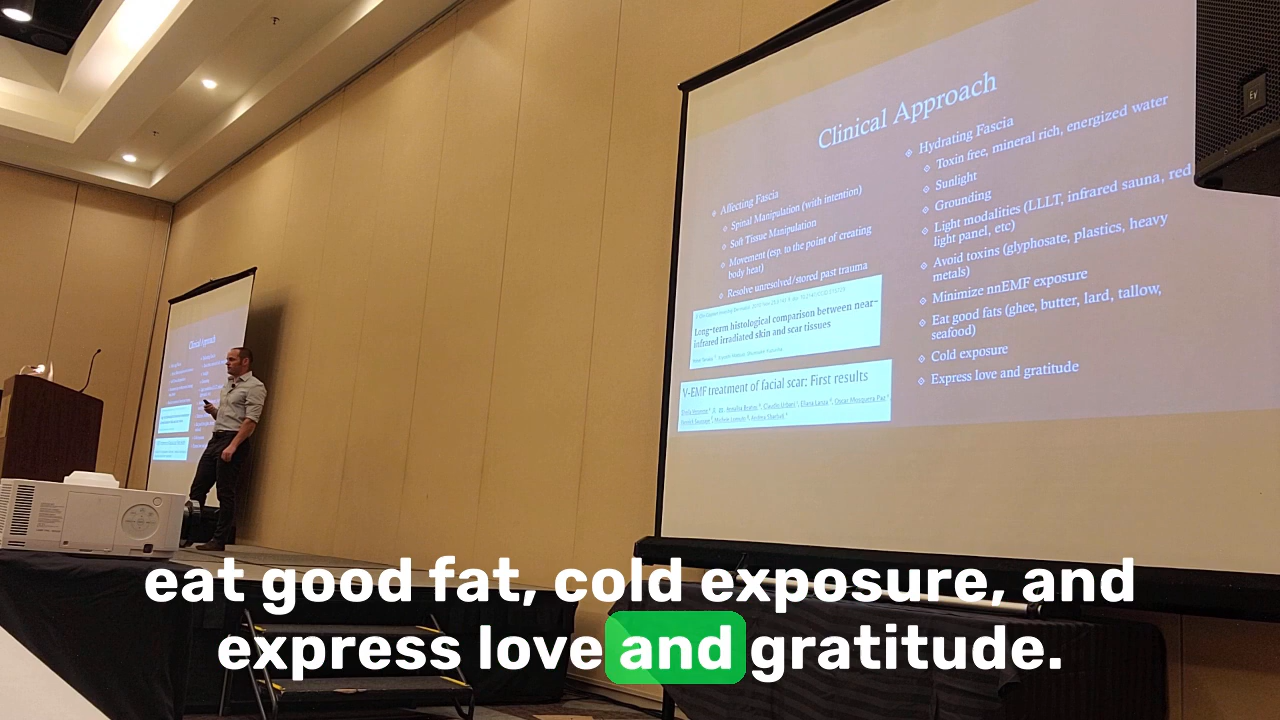 Clinical Approach
Affecting Fascia
Spinal Manipulation (with intention)
Soft Tissue Manipulation
Movement (esp. to the point of creating
body heat)
Resolve unresolved/stored past trauma
Long-term histological comparison between near-
infrared irradiated skin and scar tissues
V-EMF treatment of facial scar: First results
Hydrating Fascia
Toxin free, mineral rich, energized water
Sunlight
Grounding
Light modalities (LLLT, infrared sauna, red
light panel, etc)
Avoid toxins (glyphosate, plastics, heavy
metals)
Minimize nnEMF exposure
Eat good fats (ghee, butter, lard, tallow,
seafood)
Cold exposure
Express love and gratitude
EV
Clinical Approach
eat good fat, cold exposure, and
express love and gratitude.